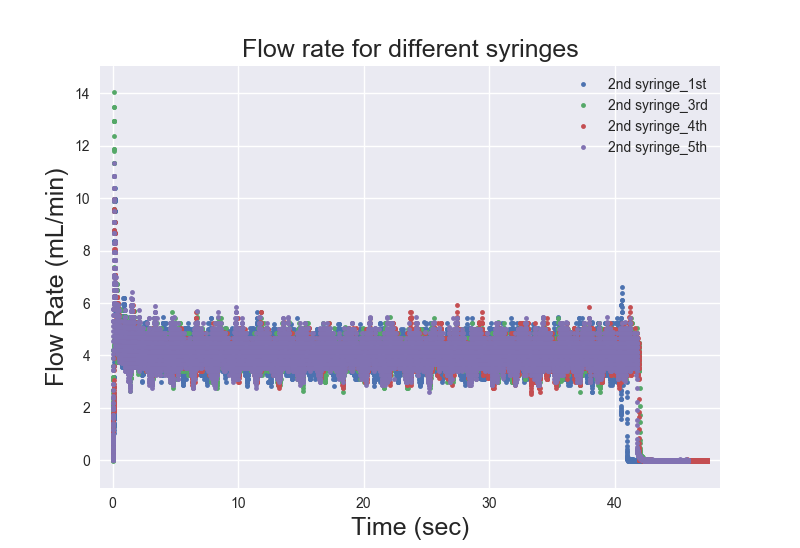 Flow rate for different syringes
2nd syringe_1st
2nd syringe_3rd
2nd syringe_4th
2nd syringe_5th
14
12
10
8
6
4
2
0
Flow Rate (mL/min)
0 10 20 30 40
Time (sec)